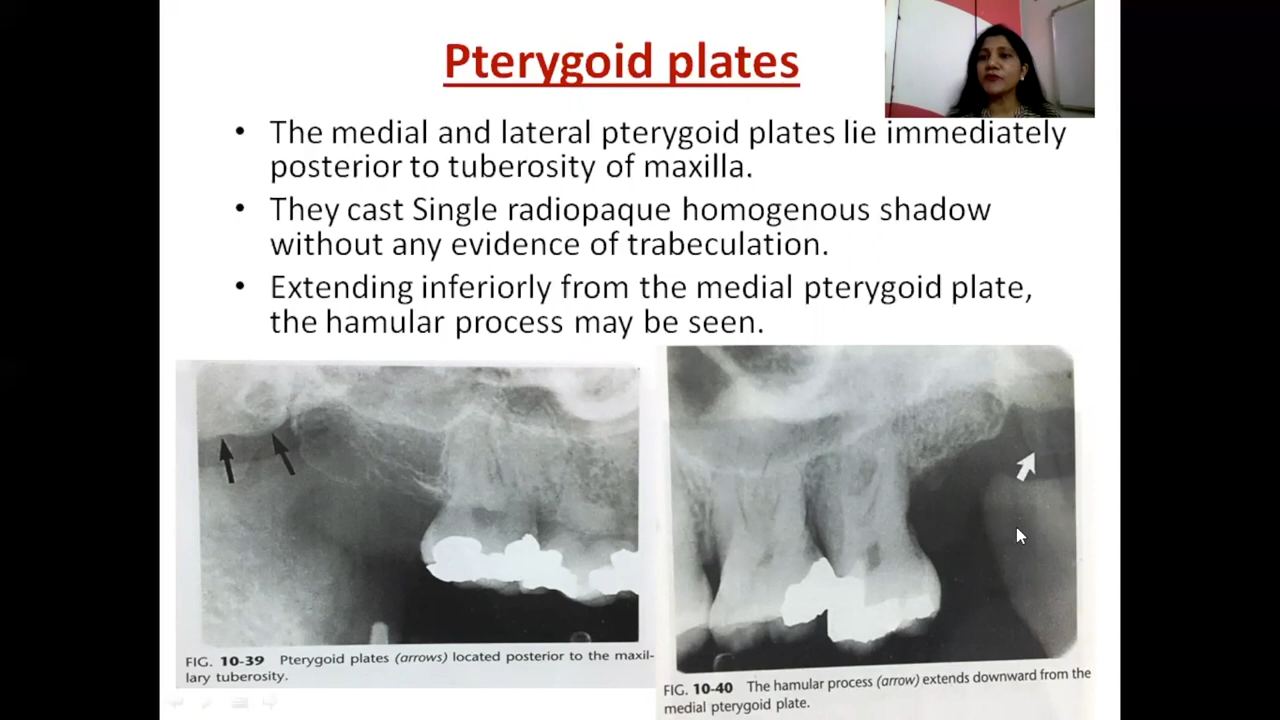 Pterygoid plates
• The medial and lateral pterygoid plates lie immediately
posterior to tuberosity of maxilla.
• They cast Single radiopaque homogenous shadow
without any evidence of trabeculation.
• Extending inferiorly from the medial pterygoid plate,
the hamular process may be seen.
FIG. 10-39 Pterygoid plates (arrows) located posterior to the maxil-
lary tuberosity.
FIG. 10-40 The hamular process (arrow) extends downward from the
medial pterygoid plate.